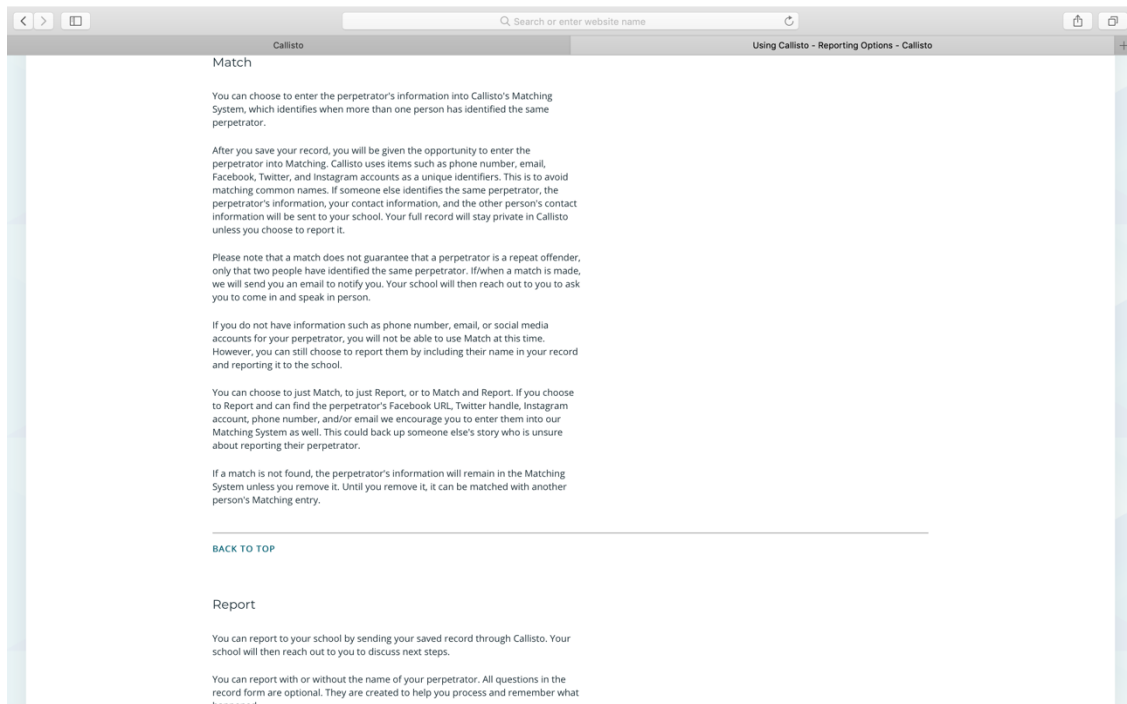 Search or enter website name
Callisto
Using Callisto - Reporting Options - Callisto
Match
You can choose to enter the perpetrator's information into Callisto's Matching
System, which identifies when more than one person has identified the same
perpetrator.
After you save your record, you will be given the opportunity to enter the
perpetrator into Matching. Callisto uses items such as phone number, email,
Facebook, Twitter, and Instagram accounts as a unique identifiers. This is to avoid
matching common names. If someone else identifies the same perpetrator, the
perpetrator's information, your contact information, and the other person's contact
information will be sent to your school. Your full record will stay private in Callisto
unless you choose to report it.
Please note that a match does not guarantee that a perpetrator is a repeat offender,
only that two people have identified the same perpetrator. If/when a match is made,
we will send you an email to notify you. Your school will then reach out to you to ask
you to come in and speak in person.
If you do not have information such as phone number, email, or social media
accounts for your perpetrator, you will not be able to use Match at this time.
However, you can still choose to report them by including their name in your record
and reporting it to the school.
You can choose to just Match, to just Report, or to Match and Report. If you choose
to Report and can find the perpetrator's Facebook URL, Twitter handle, Instagram
account, phone number, and/or email we encourage you to enter them into our
Matching System as well. This could back up someone else's story who is unsure
about reporting their perpetrator.
If a match is not found, the perpetrator's information will remain in the Matching
System unless you remove it. Until you remove it, it can be matched with another
person's Matching entry.
BACK TO TOP
Report
You can report to your school by sending your saved record through Callisto. Your
school will then reach out to you to discuss next steps.
You can report with or without the name of your perpetrator. All questions in the
record form are optional. They are created to help you process and remember what